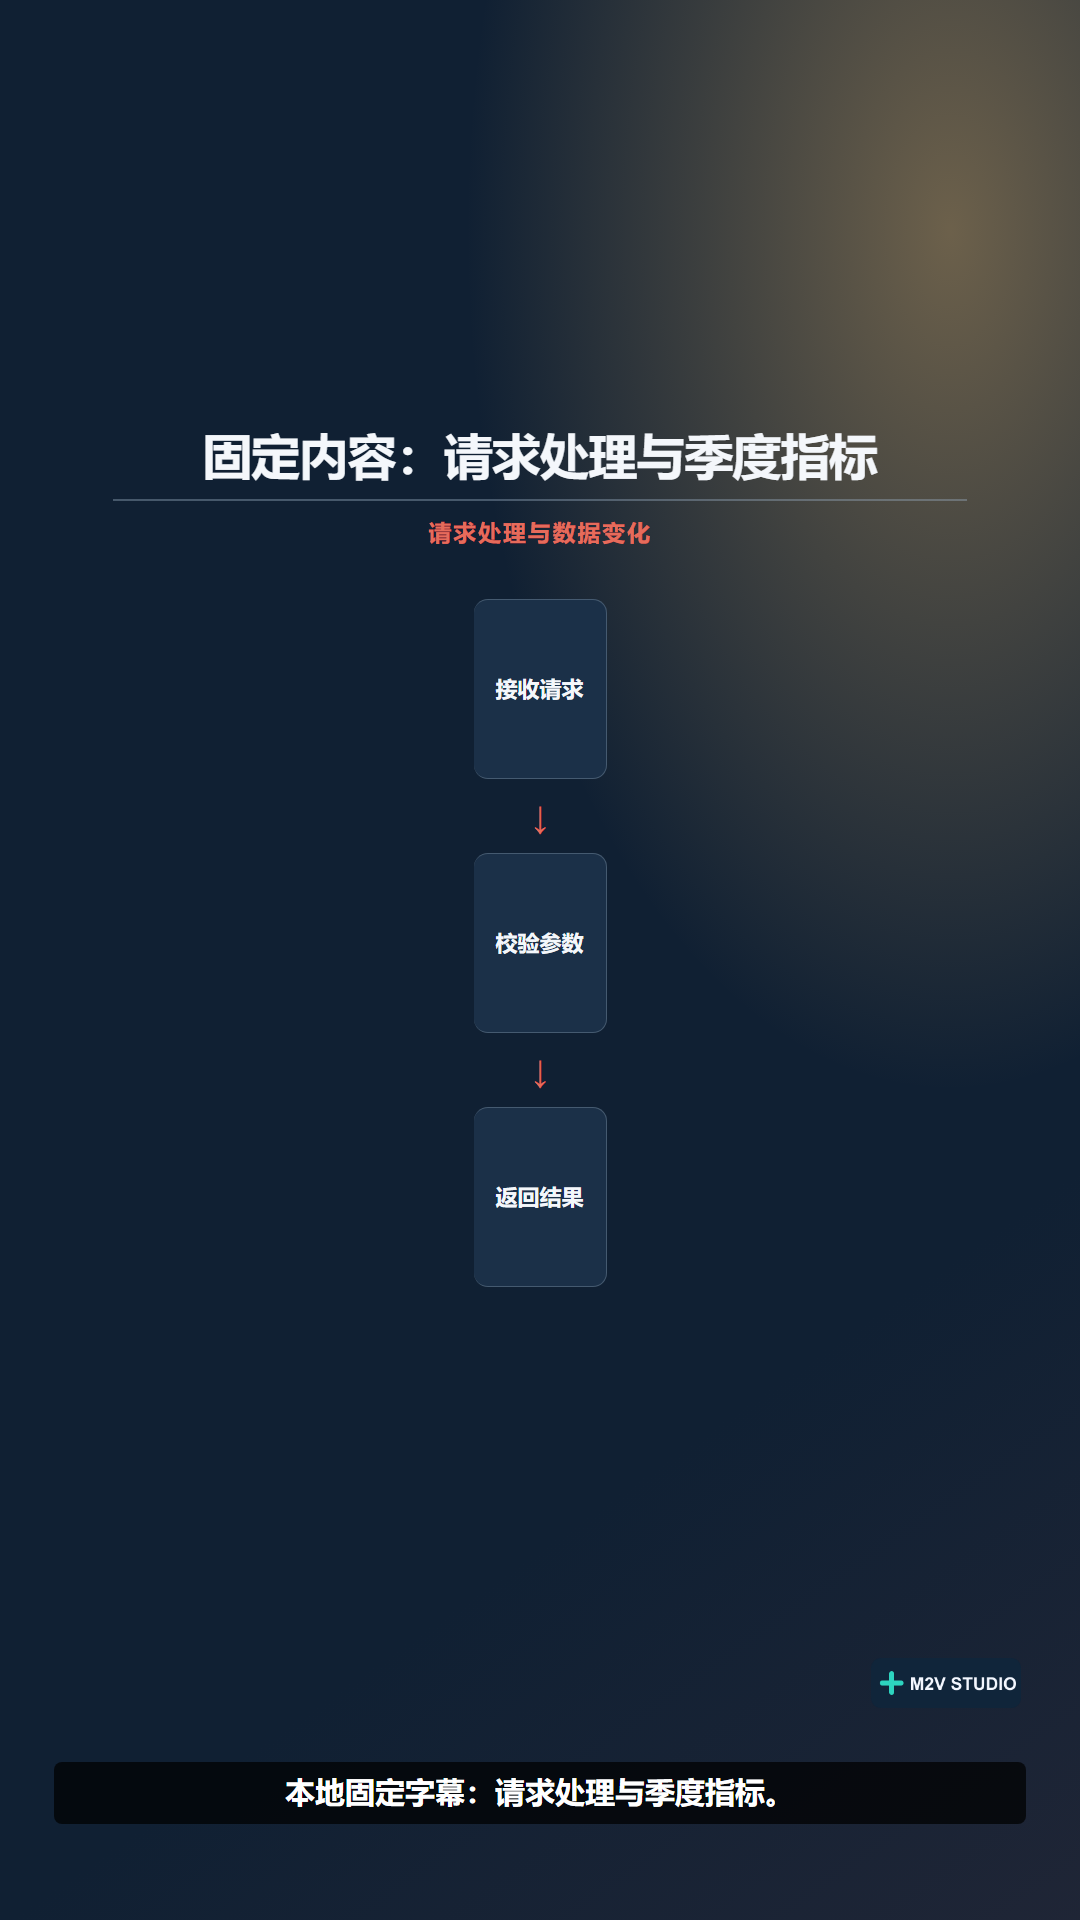 固定内容：请求处理与季度指标
请求处理与数据变化
接收请求
↓
校验参数
↓
返回结果
M2V STUDIO
本地固定字幕：请求处理与季度指标。